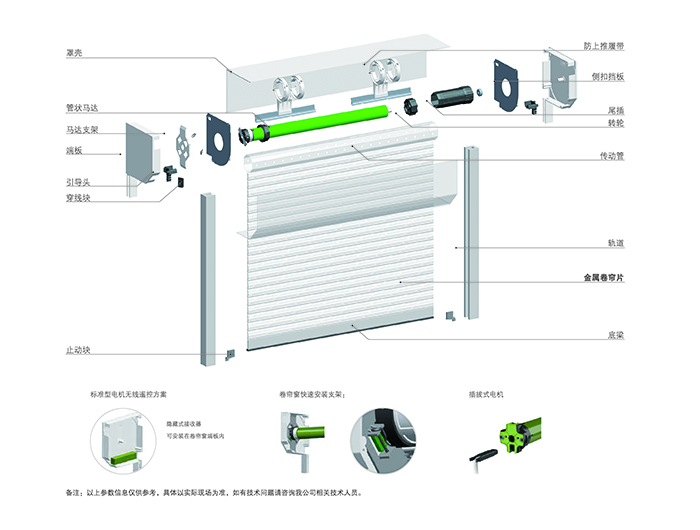 罩壳
防上推履带
侧扣挡板
管状马达
尾插
转轮
马达支架
端板
传动管
引导头
穿线块
轨道
金属卷帘片
底梁
止动块
标准型电机无线遥控方案
卷帘窗快速安装支架：
插拔式电机
隐藏式接收器
可安装在卷帘窗端板内
备注：以上参数信息仅供参考，具体以实际现场为准，如有技术问题请咨询我公司相关技术人员。